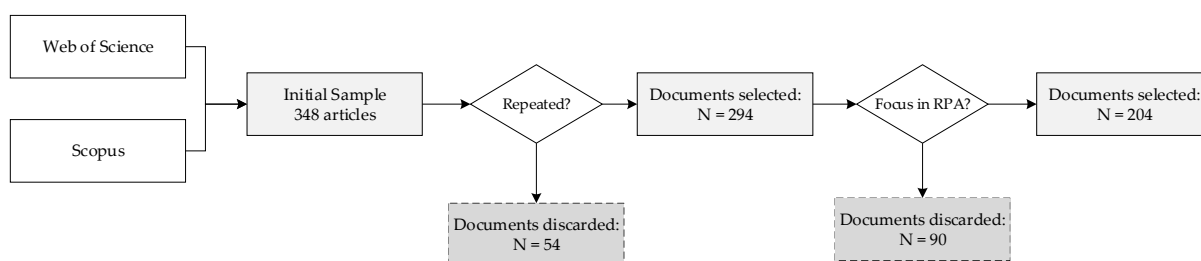 Web of Science
Scopus
Initial Sample
348 articles
Repeated?
Documents discarded:
N = 54
Documents selected:
N = 294
Focus in RPA?
Documents discarded:
N = 90
Documents selected:
N = 204